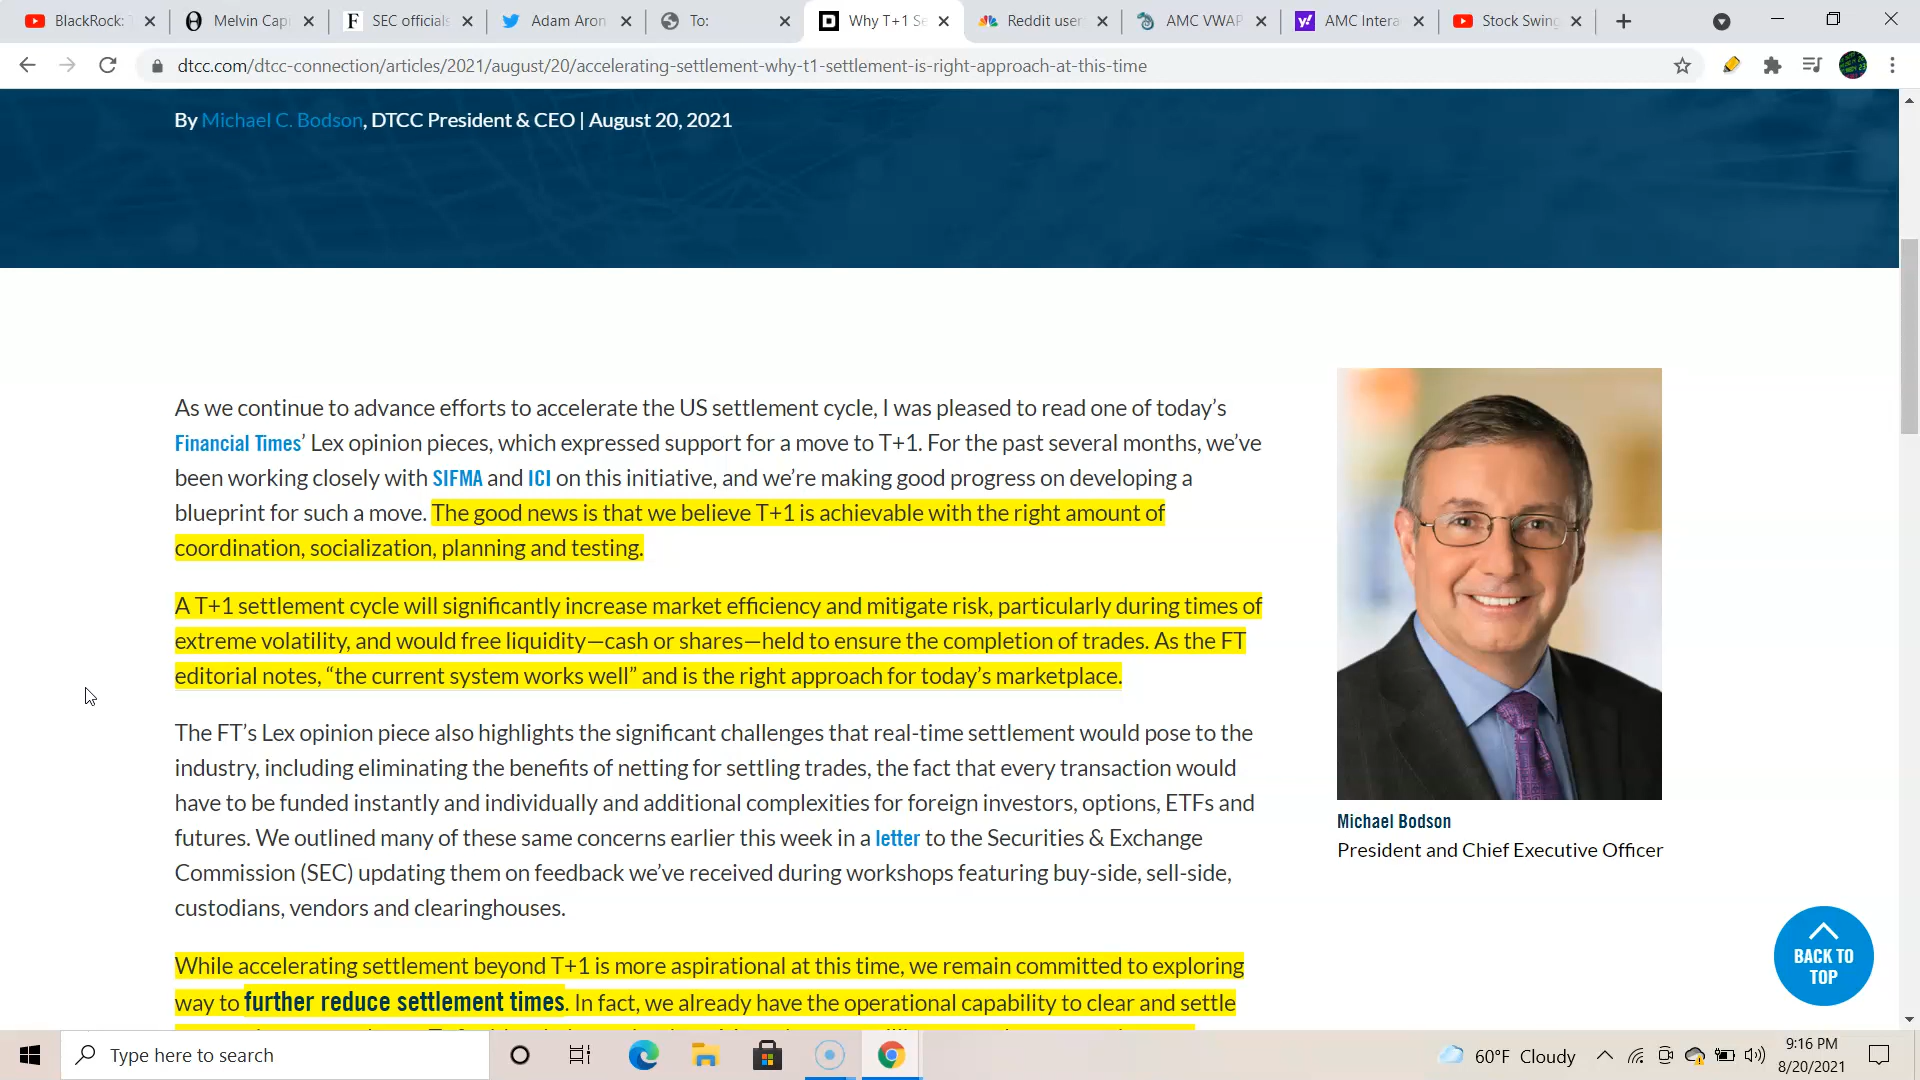 BlackRock:
Melvin Cap
SEC officials
Adam Aron
To:
Why T+1 Se
Reddit user
AMC VWAP
AMC Intera
Stock Swing
dtcc.com/dtcc-connection/articles/2021/august/20/accelerating-settlement-why-t1-settlement-is-right-approach-at-this-time
By Michael C. Bodson, DTCC President & CEO | August 20, 2021
As we continue to advance efforts to accelerate the US settlement cycle, I was pleased to read one of today’s
Financial Times’ Lex opinion pieces, which expressed support for a move to T+1. For the past several months, we’ve
been working closely with SIFMA and ICI on this initiative, and we’re making good progress on developing a
blueprint for such a move. The good news is that we believe T+1 is achievable with the right amount of
coordination, socialization, planning and testing.
A T+1 settlement cycle will significantly increase market efficiency and mitigate risk, particularly during times of
extreme volatility, and would free liquidity—cash or shares—held to ensure the completion of trades. As the FT
editorial notes, “the current system works well” and is the right approach for today’s marketplace.
The FT’s Lex opinion piece also highlights the significant challenges that real-time settlement would pose to the
industry, including eliminating the benefits of netting for settling trades, the fact that every transaction would
have to be funded instantly and individually and additional complexities for foreign investors, options, ETFs and
futures. We outlined many of these same concerns earlier this week in a letter to the Securities & Exchange
Commission (SEC) updating them on feedback we’ve received during workshops featuring buy-side, sell-side,
custodians, vendors and clearinghouses.
While accelerating settlement beyond T+1 is more aspirational at this time, we remain committed to exploring
way to further reduce settlement times. In fact, we already have the operational capability to clear and settle
Michael Bodson
President and Chief Executive Officer
BACK TO
TOP
Type here to search
60°F Cloudy
9:16 PM
8/20/2021